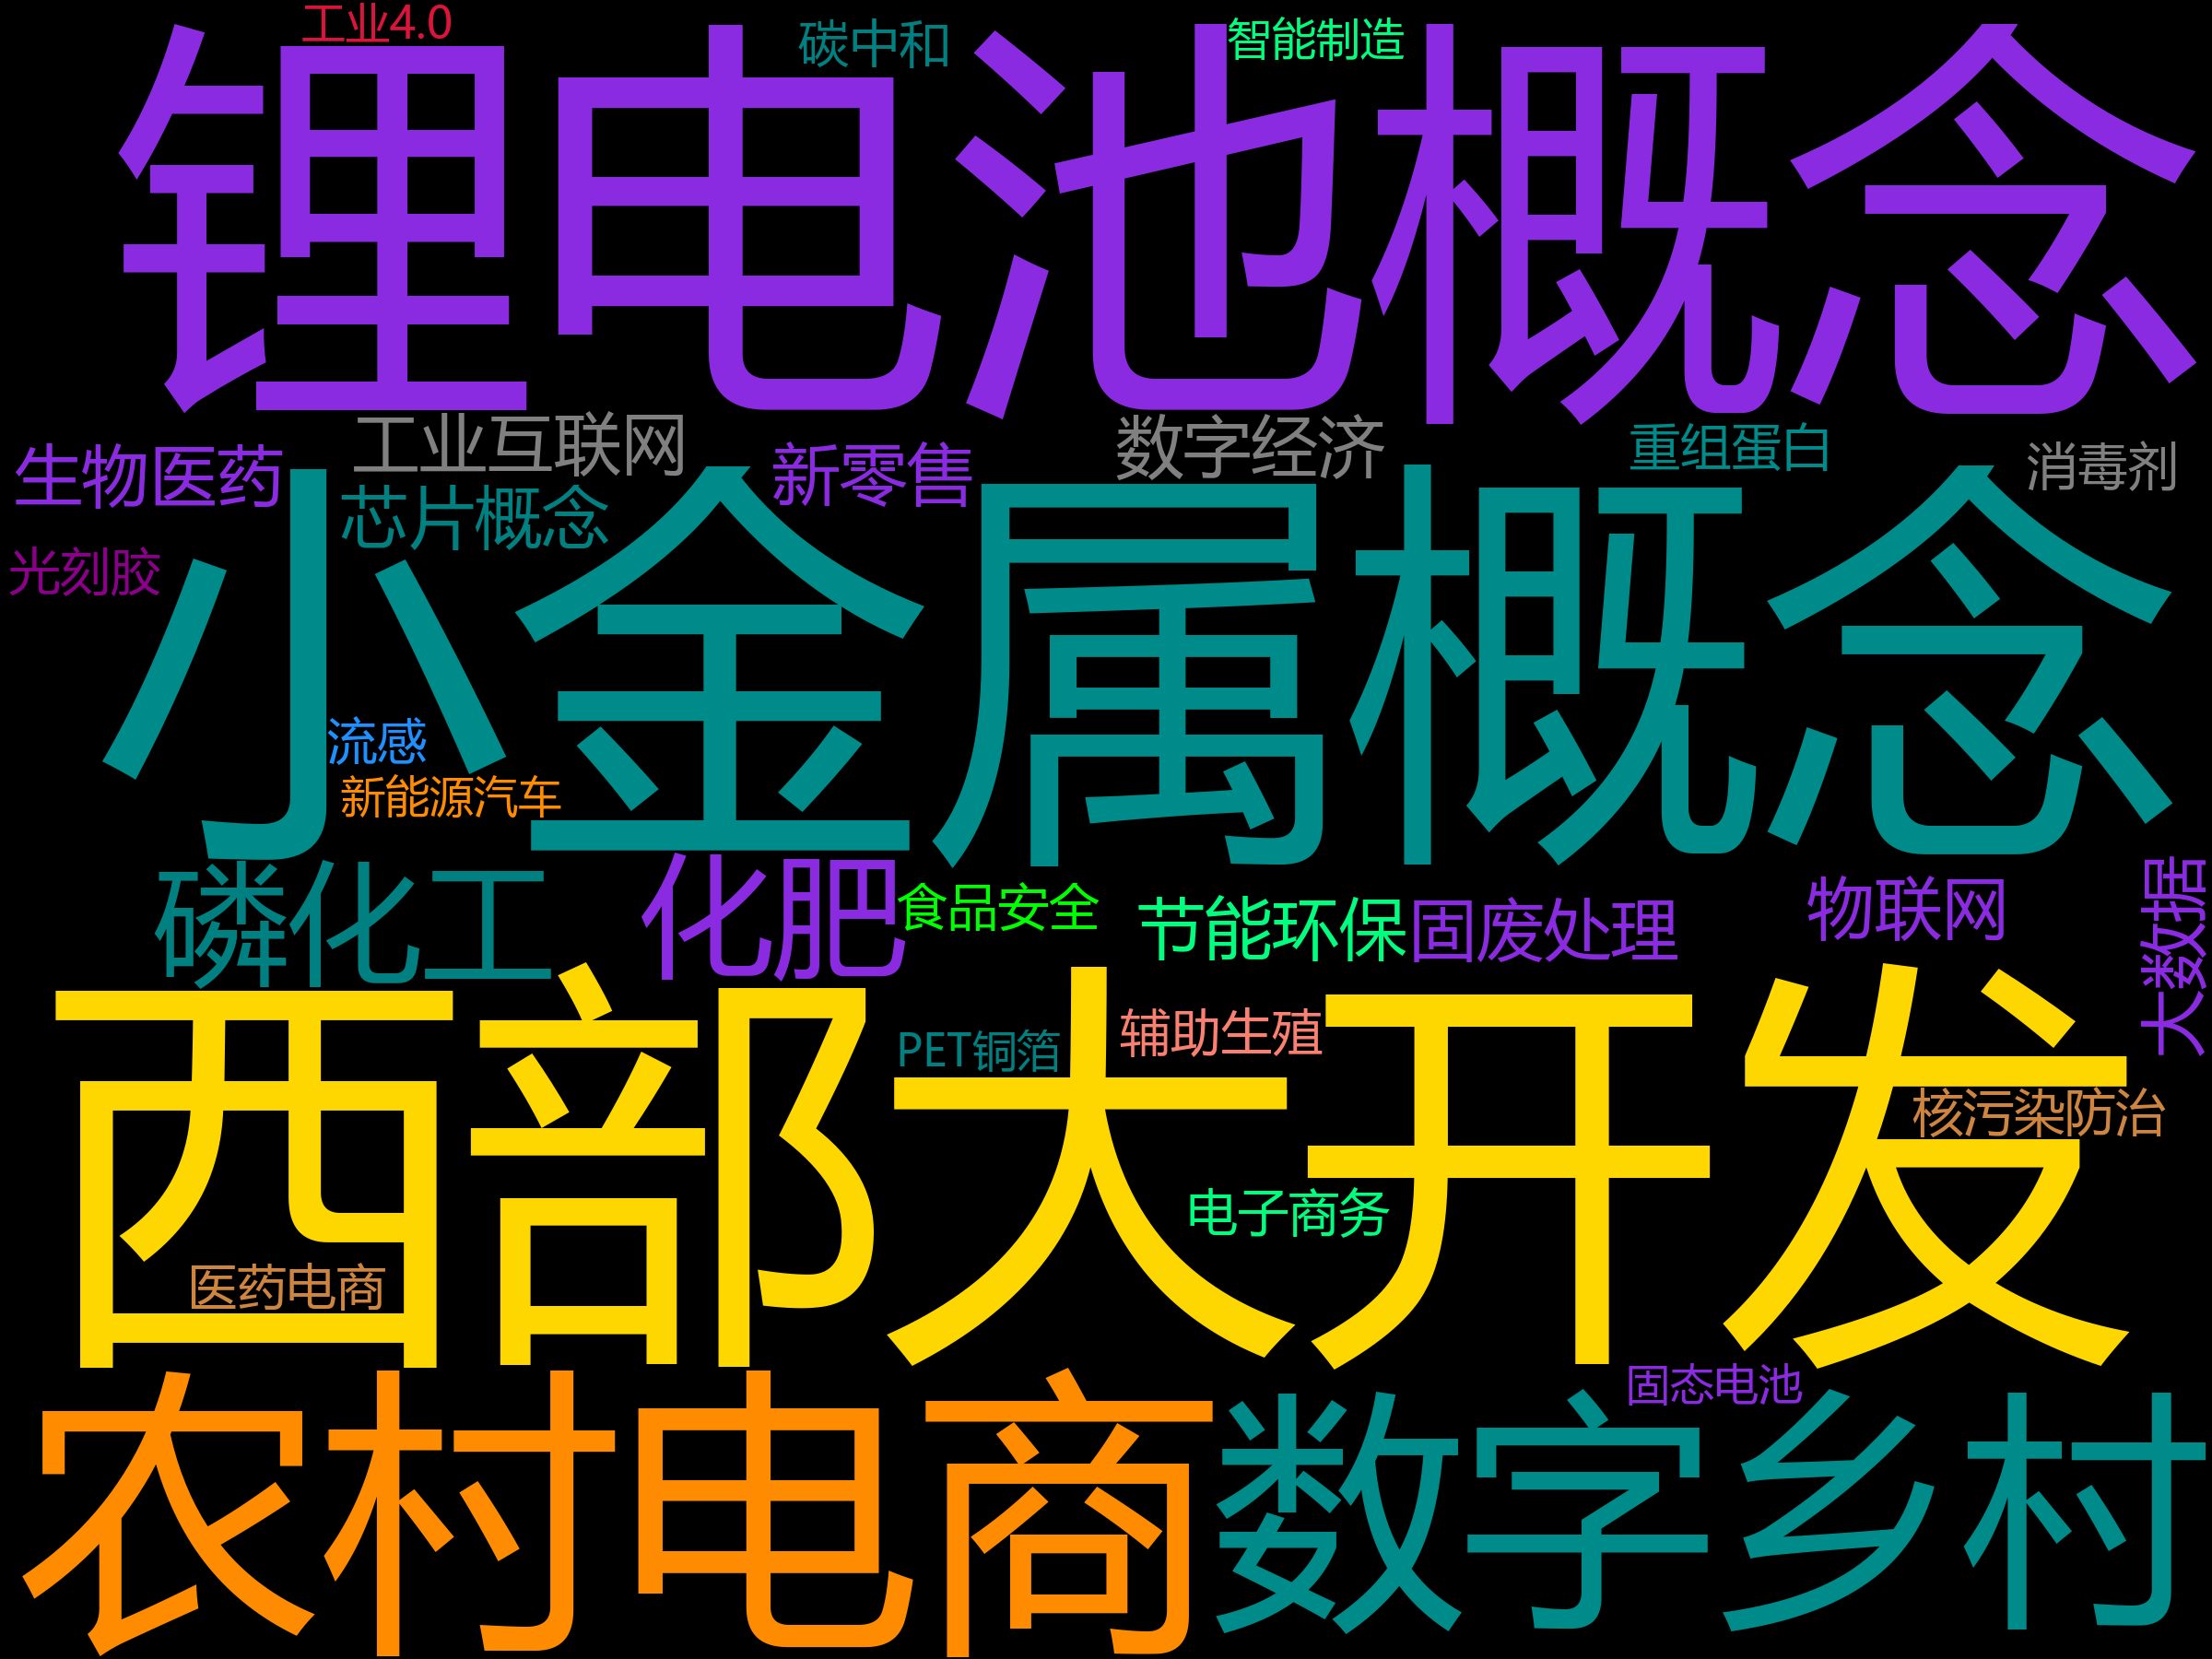 工业4.0
碳中和
智能制造
锂电池概念
工业互联网
数字经济
重组蛋白
生物医药
新零售
消毒剂
芯片概念
光刻胶
小金属概念
流感
新能源汽车
磷化工
化肥
食品安全
节能环保
固废处理
物联网
大数据
PET铜箔
辅助生殖
核污染防治
西部大开发
电子商务
医药电商
固态电池
农村电商
数字乡村